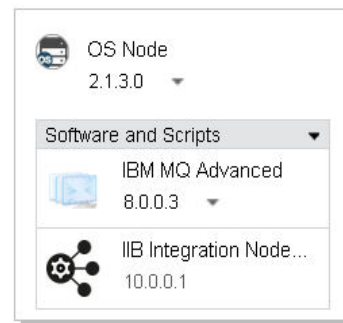 OS Node
2.1.3.0
Software and Scripts
IBM MQ Advanced
8.0.0.3
IIB Integration Node...
10.0.0.1